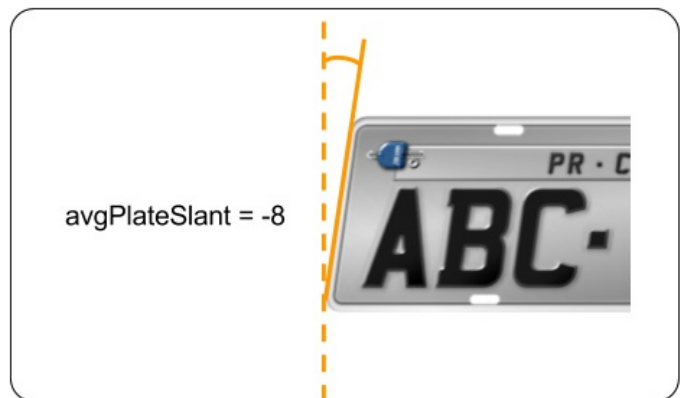 avgPlateSlant = -8
PR · C
ABC·